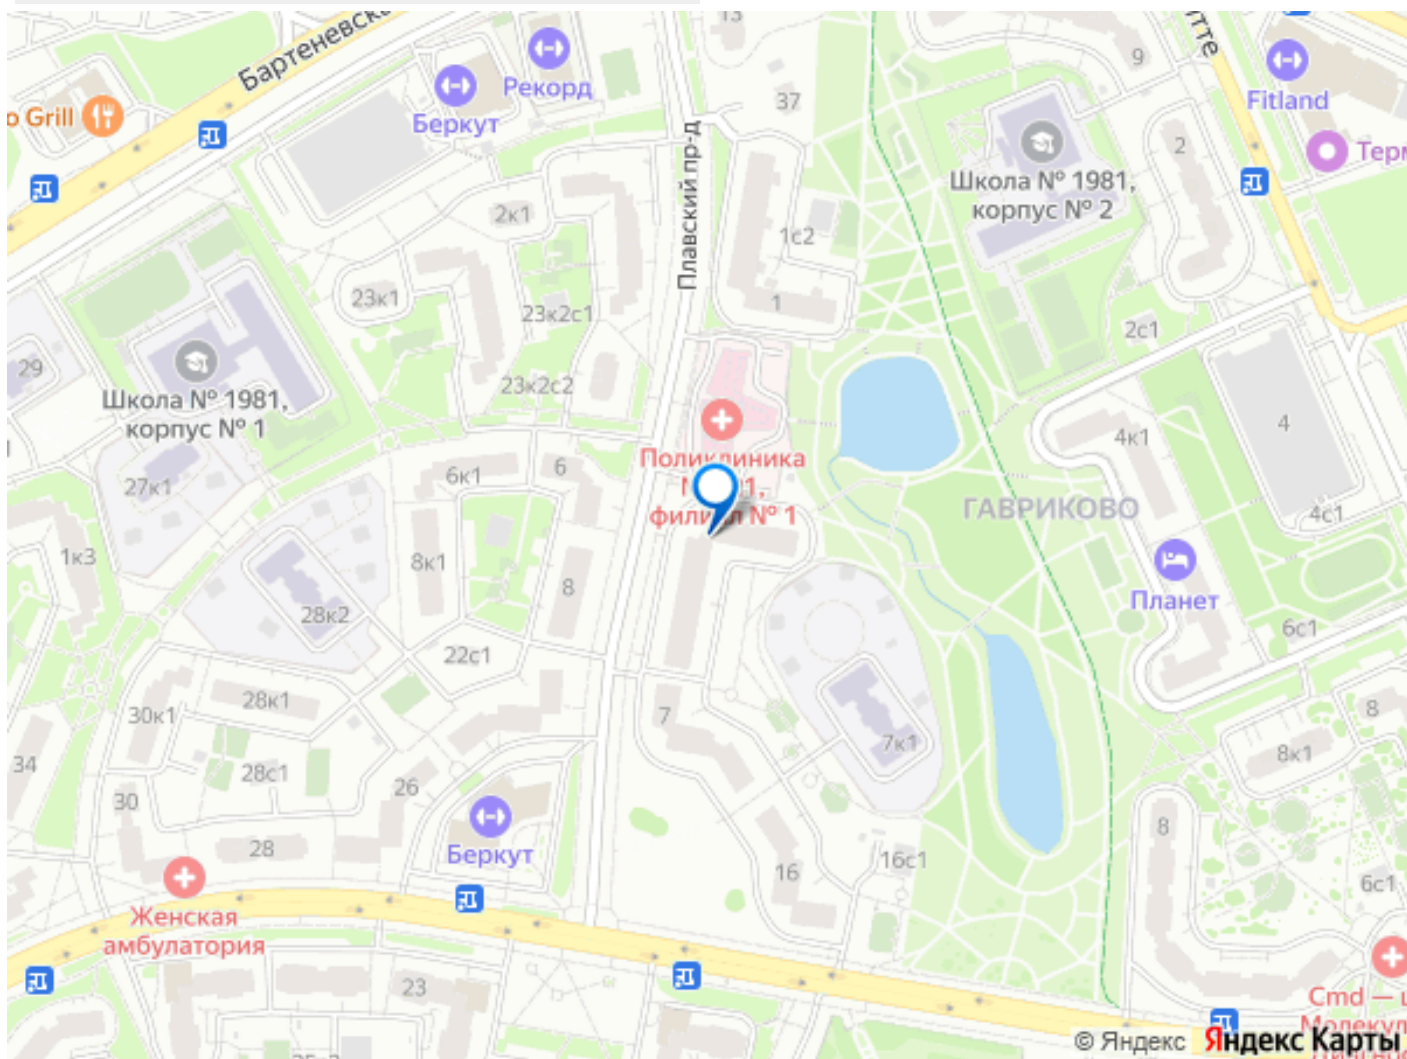 13
Бартеневска
Рекорд
Беркут
o Grill
37
Плавский пр-д
9
тте
Fitland
Терм
2
Школа № 1981,
корпус № 2
2к1
1с2
23к1
23к2с1
1
2с1
29
Школа № 1981,
корпус № 1
23к2с2
4
4к1
Поликлиника
филиал № 1
6к1
6
27к1
ГАВРИКОВО
4с1
1к3
8к1
8
28к2
Планет
6с1
22с1
28к1
30к1
7
7к1
8
8к1
34
28с1
26
30
Беркут
28
8
16
16с1
6с1
Женская
амбулатория
23
Cmd — ц
Молекул
© Яндекс Яндекс Карты